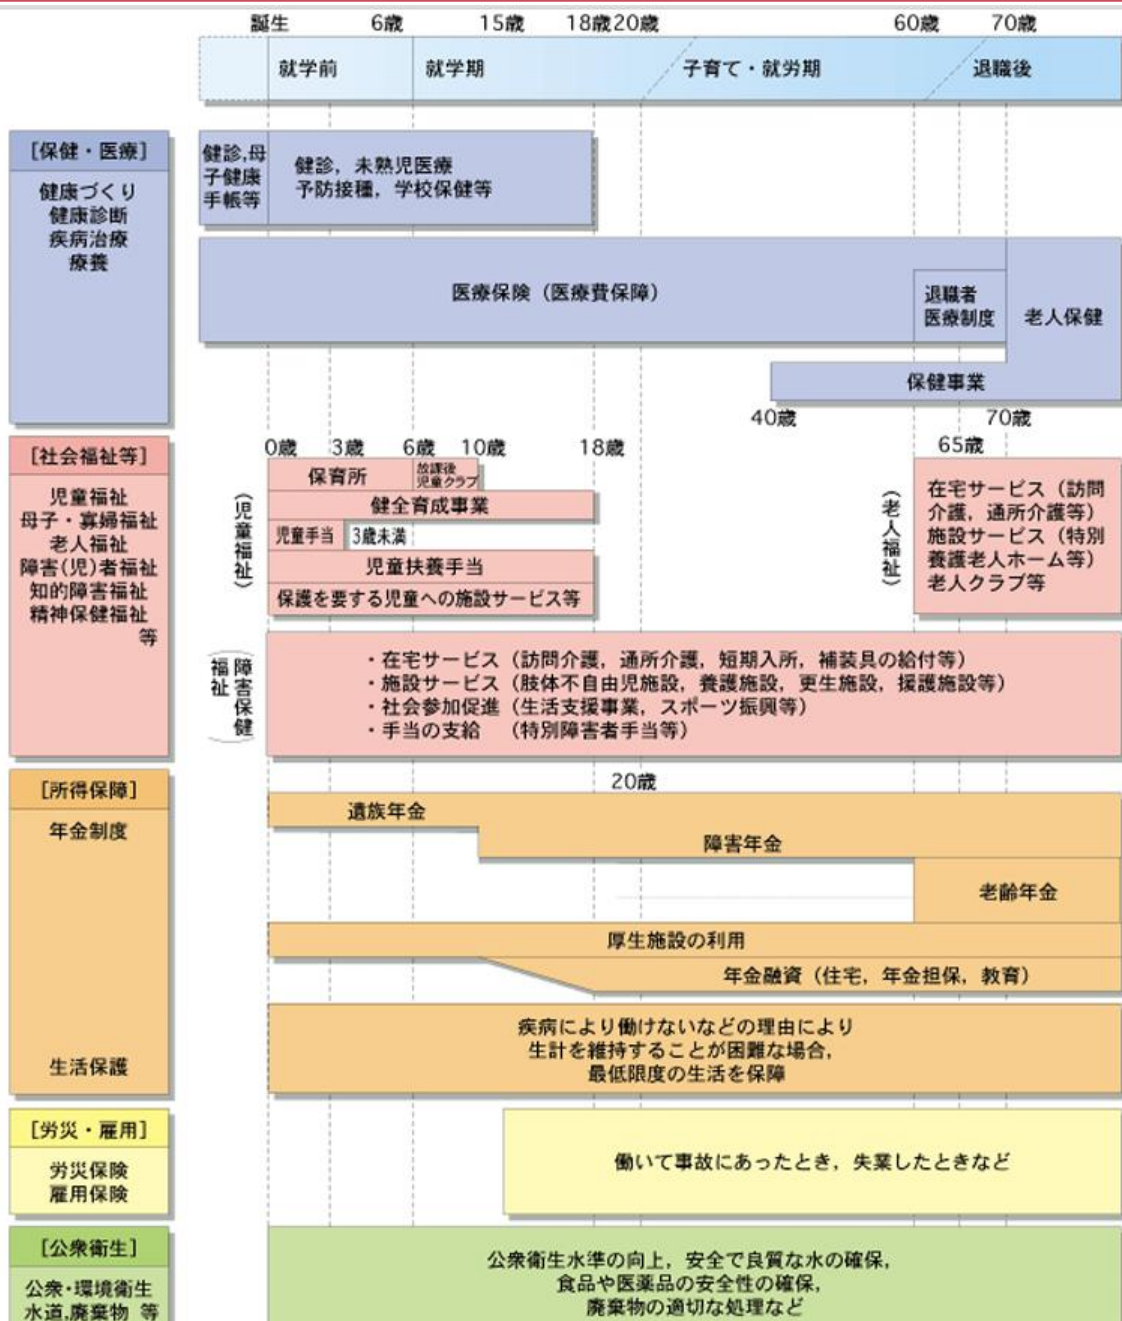 誕生 6歳 15歳 18歳 20歳 60歳 70歳
就学前 就学期 子育て・就労期 退職後
[保健・医療]
健康づくり
健康診断
疾病治療
療養
健診,母
子健康
手帳等
健診，未熟児医療
予防接種，学校保健等
医療保険（医療費保障）
退職者
医療制度
老人保健
保健事業
40歳 70歳
[社会福祉等]
児童福祉
母子・寡婦福祉
老人福祉
障害(児)者福祉
知的障害福祉
精神保健福祉
等
0歳 3歳 6歳 10歳 18歳 65歳
（児童福祉）
保育所
放課後
児童クラブ
健全育成事業
児童手当 3歳未満
児童扶養手当
保護を要する児童への施設サービス等
（老人福祉）
在宅サービス（訪問
介護，通所介護等）
施設サービス（特別
養護老人ホーム等）
老人クラブ等
（障害保健
福祉）
・在宅サービス（訪問介護，通所介護，短期入所，補装具の給付等）
・施設サービス（肢体不自由児施設，養護施設，更生施設，援護施設等）
・社会参加促進（生活支援事業，スポーツ振興等）
・手当の支給 （特別障害者手当等）
[所得保障]
年金制度
生活保護
20歳
遺族年金
障害年金
老齢年金
厚生施設の利用
年金融資（住宅，年金担保，教育）
疾病により働けないなどの理由により
生計を維持することが困難な場合，
最低限度の生活を保障
[労災・雇用]
労災保険
雇用保険
働いて事故にあったとき，失業したときなど
[公衆衛生]
公衆・環境衛生
水道,廃棄物 等
公衆衛生水準の向上，安全で良質な水の確保，
食品や医薬品の安全性の確保，
廃棄物の適切な処理など